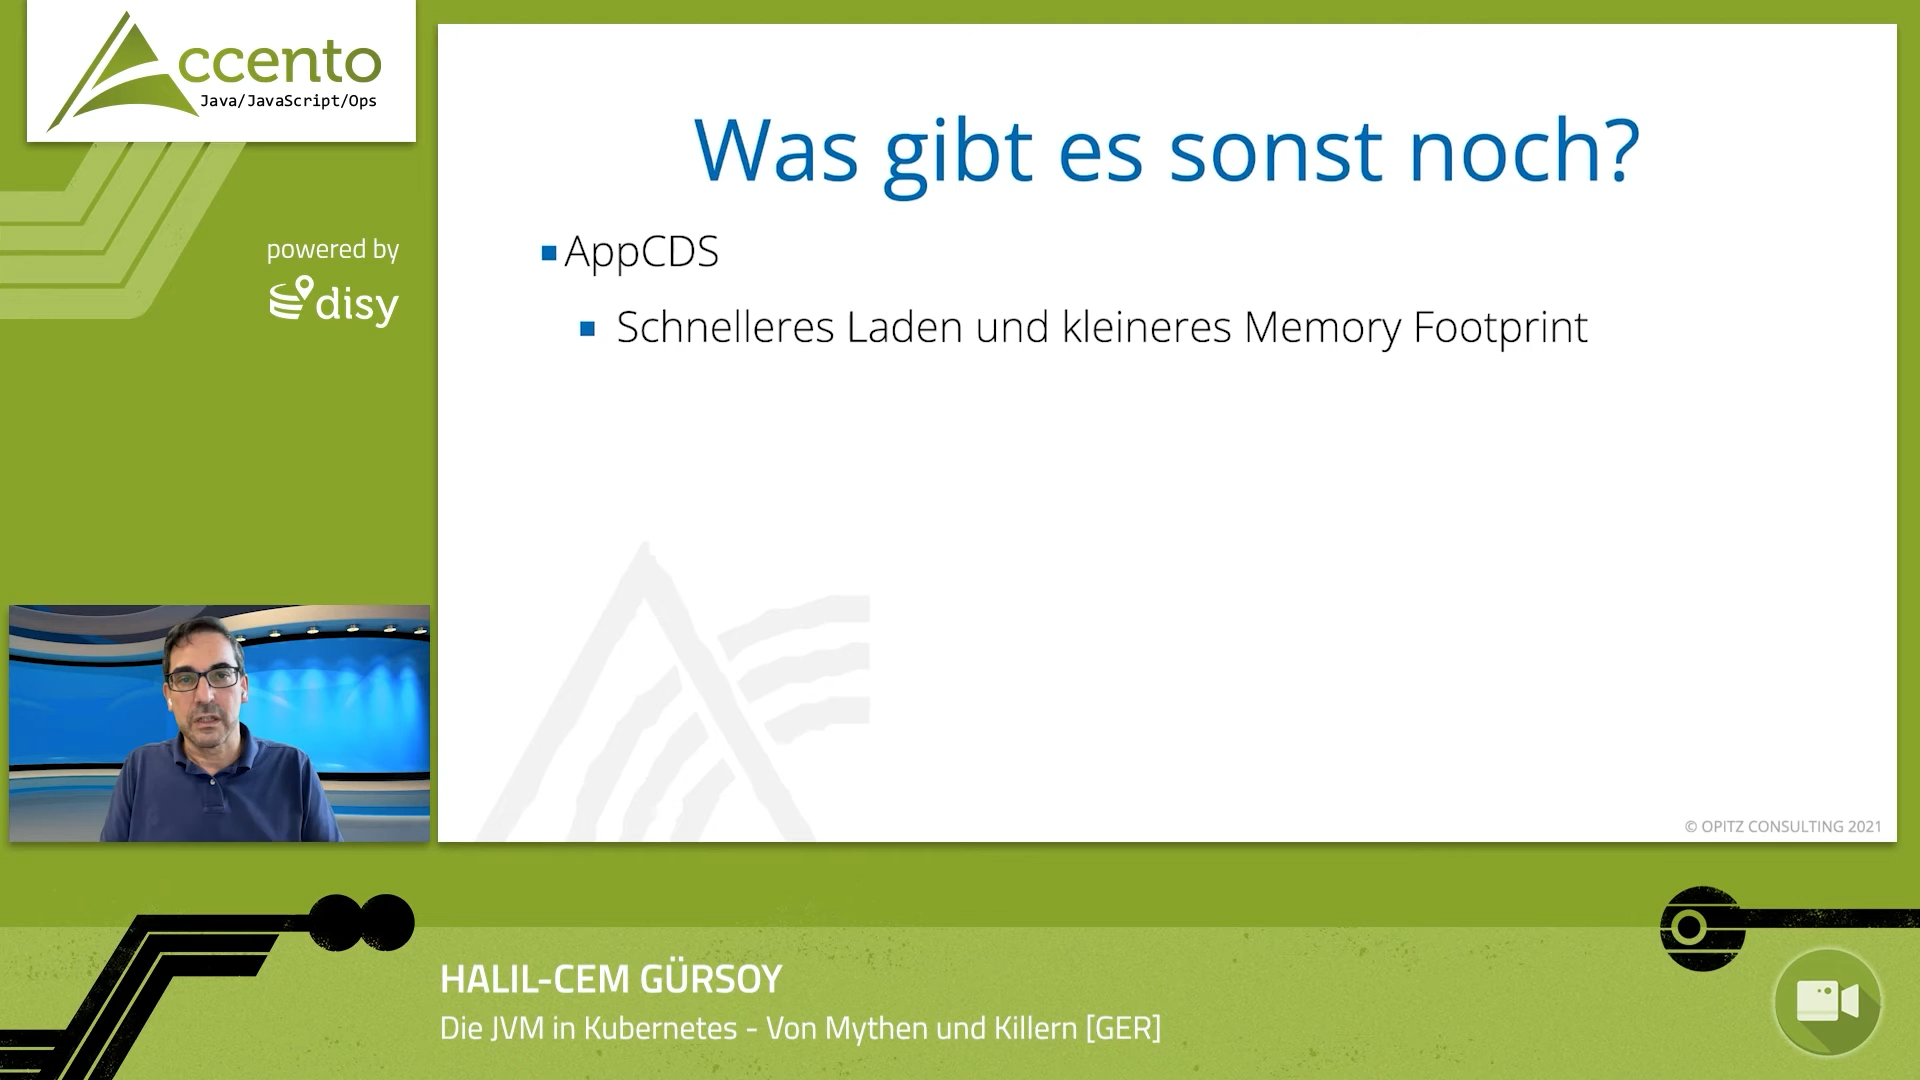 Accento
Java/JavaScript/Ops
powered by
disy
Was gibt es sonst noch?
AppCDS
Schnelleres Laden und kleineres Memory Footprint
© OPITZ CONSULTING 2021
HALIL-CEM GÜRSOY
Die JVM in Kubernetes - Von Mythen und Killern [GER]